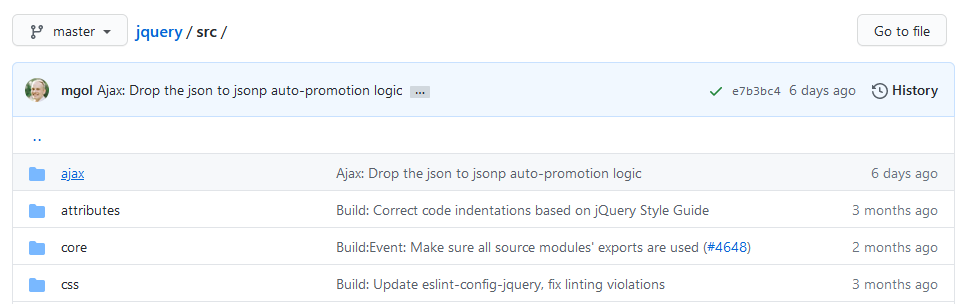 master jquery / src / Go to file
mgol Ajax: Drop the json to jsonp auto-promotion logic ... e7b3bc4 6 days ago History
..
ajax Ajax: Drop the json to jsonp auto-promotion logic 6 days ago
attributes Build: Correct code indentations based on jQuery Style Guide 3 months ago
core Build:Event: Make sure all source modules' exports are used (#4648) 2 months ago
css Build: Update eslint-config-jquery, fix linting violations 3 months ago